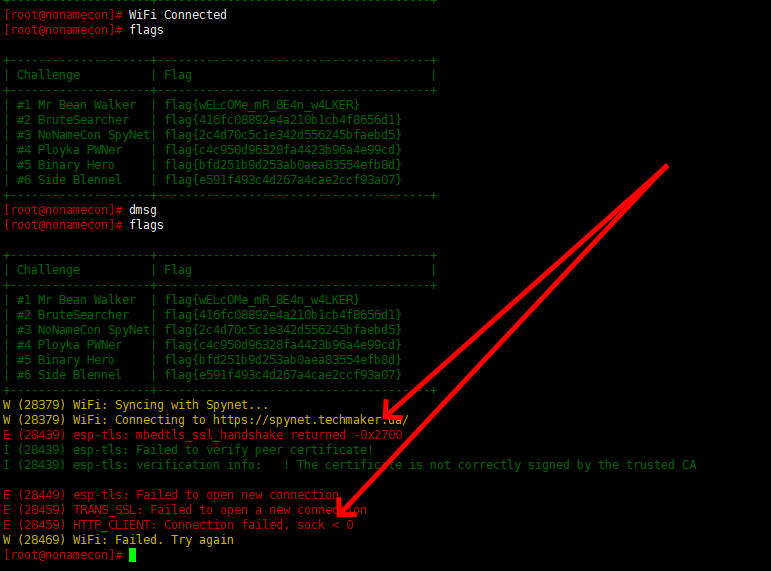 [root@nonamecon]# WiFi Connected
[root@nonamecon]# flags
+--------------------+-------------------------------------+
| Challenge | Flag |
+--------------------+-------------------------------------+
| #1 Mr Bean Walker | flag{wELcOMe_mR_8E4n_w4LKER}
| #2 BruteSearcher | flag{416fc08892e4a210b1cb4f8656d1}
| #3 NoNameCon SpyNet| flag{2c4d70c5c1e342d556245bfaebd5}
| #4 Ployka PWNer | flag{c4c950d96328fa4423b96a4e99cd}
| #5 Binary Hero | flag{bfd251b9d253ab0aea83554efb8d}
| #6 Side Blennel | flag{e591f493c4d267a4cae2ccf93a07}
+--------------------+-------------------------------------+
[root@nonamecon]# dmsg
[root@nonamecon]# flags
+--------------------+-------------------------------------+
| Challenge | Flag |
+--------------------+-------------------------------------+
| #1 Mr Bean Walker | flag{wELcOMe_mR_8E4n_w4LKER}
| #2 BruteSearcher | flag{416fc08892e4a210b1cb4f8656d1}
| #3 NoNameCon SpyNet| flag{2c4d70c5c1e342d556245bfaebd5}
| #4 Ployka PWNer | flag{c4c950d96328fa4423b96a4e99cd}
| #5 Binary Hero | flag{bfd251b9d253ab0aea83554efb8d}
| #6 Side Blennel | flag{e591f493c4d267a4cae2ccf93a07}
+--------------------+-------------------------------------+
W (28379) WiFi: Syncing with Spynet...
W (28379) WiFi: Connecting to https://spynet.techmaker.ua/
E (28439) esp-tls: mbedtls_ssl_handshake returned -0x2700
I (28439) esp-tls: Failed to verify peer certificate!
I (28439) esp-tls: verification info: ! The certificate is not correctly signed by the trusted CA
E (28449) esp-tls: Failed to open new connection
E (28459) TRANS_SSL: Failed to open a new connection
E (28459) HTTP_CLIENT: Connection failed, sock < 0
W (28469) WiFi: Failed. Try again
[root@nonamecon]#